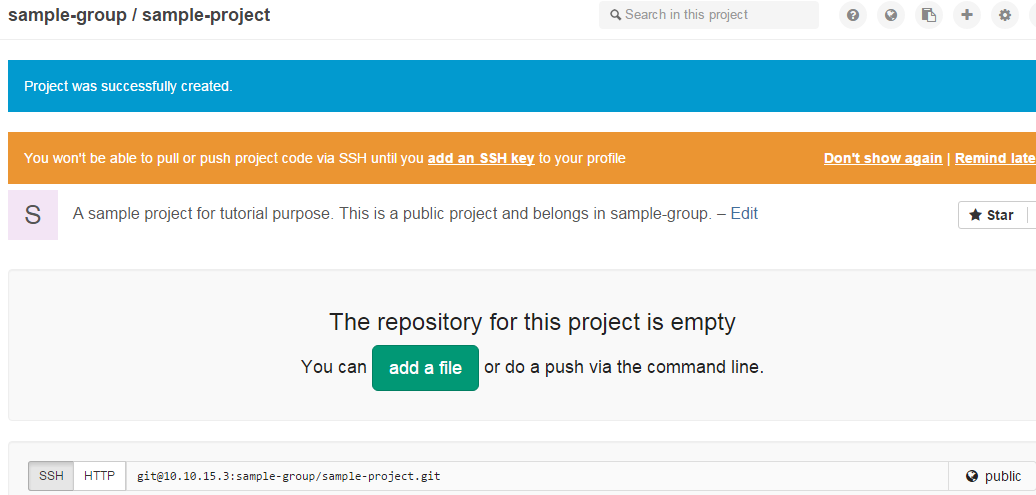 sample-group / sample-project
Search in this project
Project was successfully created.
You won't be able to pull or push project code via SSH until you add an SSH key to your profile
Don't show again | Remind late
S
A sample project for tutorial purpose. This is a public project and belongs in sample-group. – Edit
Star
The repository for this project is empty
You can add a file or do a push via the command line.
SSH HTTP git@10.10.15.3:sample-group/sample-project.git public